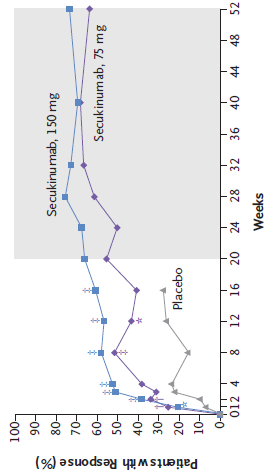 Patients with Response (%)
100
90
80
70
60
50
40
30
20
10
0
Secukinumab, 150 mg
Secukinumab, 75 mg
Placebo
* 
0 1 2 4 8 12 16 20 24 28 32 36 40 44 48 52
Weeks